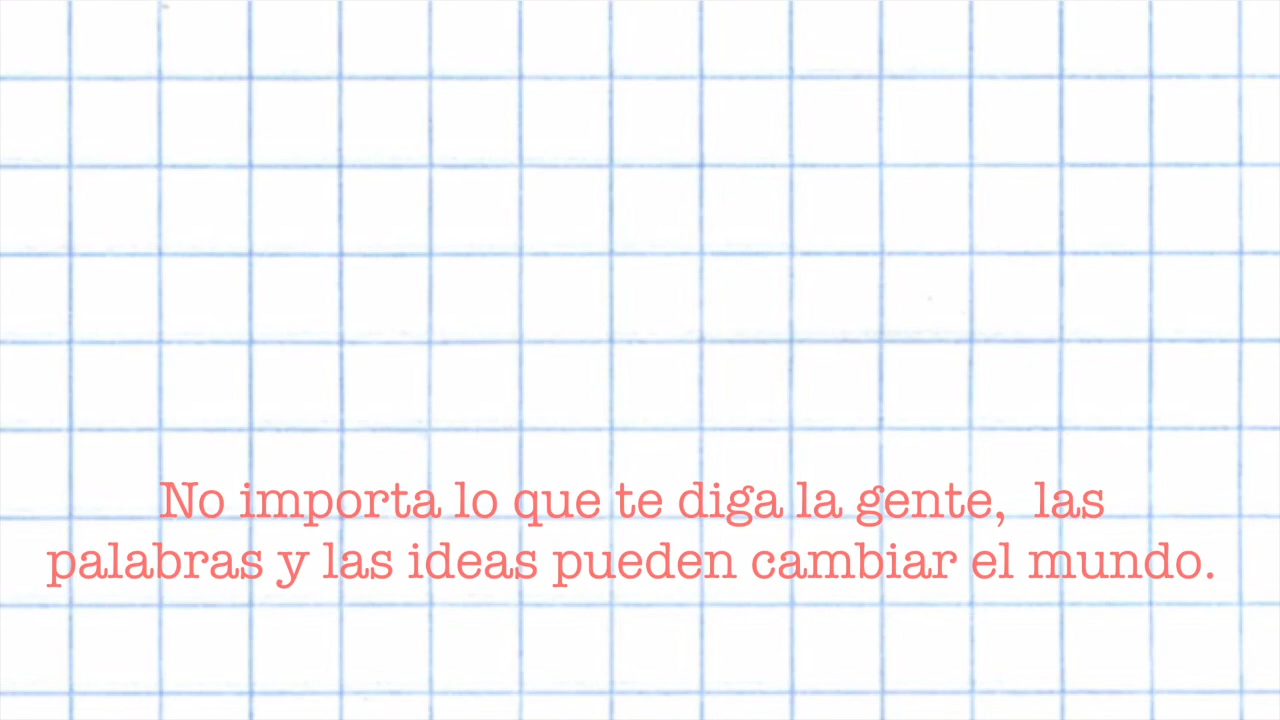 No importa lo que te diga la gente,  las
palabras y las ideas pueden cambiar el mundo.